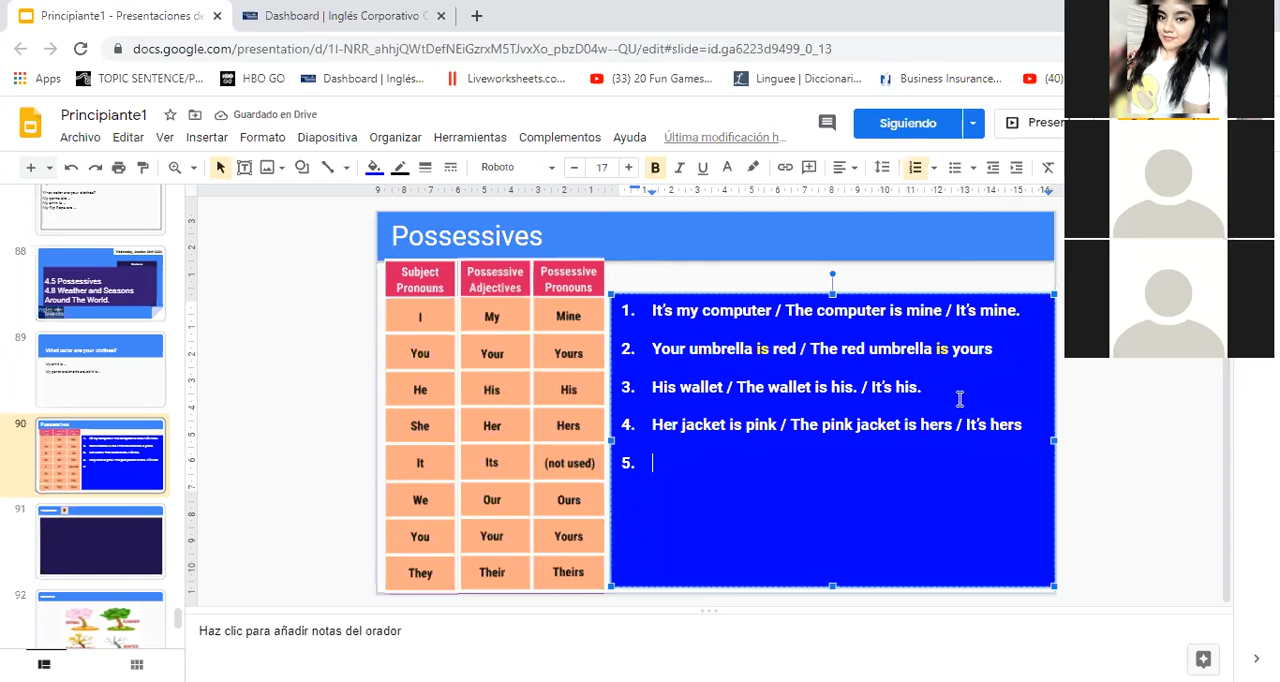 Principiante1 - Presentaciones de
Dashboard | Inglés Corporativo C
docs.google.com/presentation/d/1I-NRR_ahhjQWtDefNEiGzrxM5TJvxXo_pbzD04w--QU/edit#slide=id.ga6223d9499_0_13
Apps
TOPIC SENTENCE/P...
HBO GO
Dashboard | Inglés...
Liveworksheets.co...
(33) 20 Fun Games...
Linguee | Diccionari...
Business Insurance...
(40)
Principiante1
Guardado en Drive
Archivo Editar Ver Insertar Formato Diapositiva Organizar Herramientas Complementos Ayuda Última modificación h...
Siguiendo
Presen
Roboto
17
88
4.5 Possessives
4.8 Weather and Seasons
Around The World.
89
What color are your clothes?
90
91
92
Possessives
Subject Pronouns Possessive Adjectives Possessive Pronouns
I My Mine
You Your Yours
He His His
She Her Hers
It Its (not used)
We Our Ours
You Your Yours
They Their Theirs
1. It's my computer / The computer is mine / It's mine.
2. Your umbrella is red / The red umbrella is yours
3. His wallet / The wallet is his. / It's his.
4. Her jacket is pink / The pink jacket is hers / It's hers
5.
Haz clic para añadir notas del orador